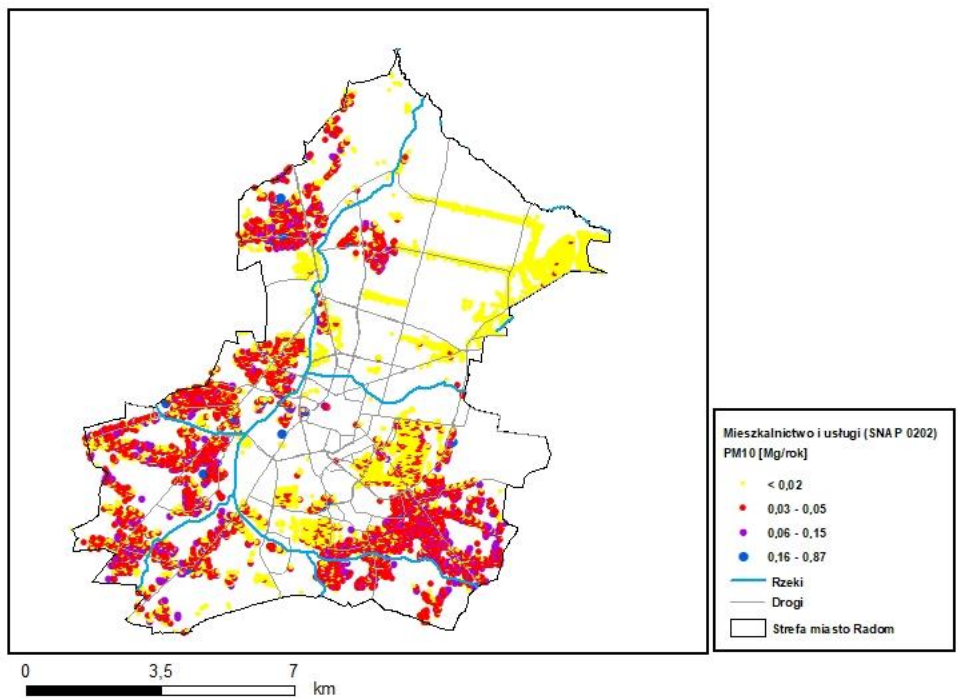 Mieszkalnictwo i usługi (SNAP 0202)
PM10 [Mg/rok]
< 0,02
0,03 - 0,05
0,06 - 0,15
0,16 - 0,87
Rzeki
Drogi
Strefa miasto Radom
0 3,5 7
km